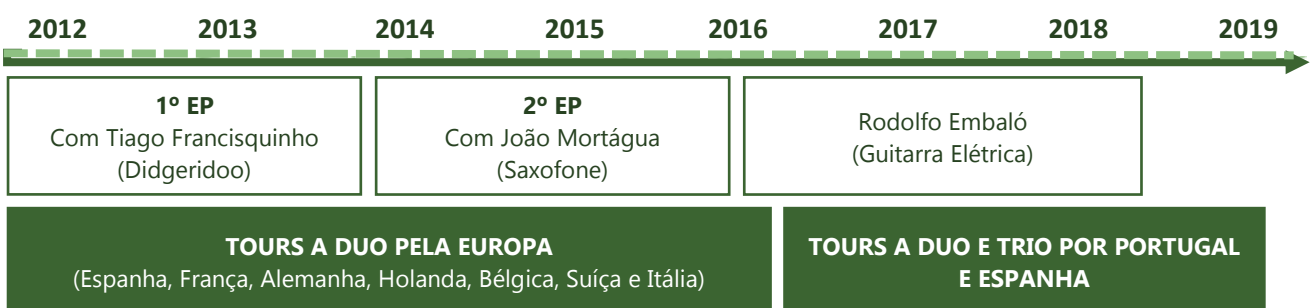 2012 2013 2014 2015 2016 2017 2018 2019
1º EP
Com Tiago Francisquinho
(Didgeridoo)
2º EP
Com João Mortágua
(Saxofone)
Rodolfo Embaló
(Guitarra Elétrica)
TOURS A DUO PELA EUROPA
(Espanha, França, Alemanha, Holanda, Bélgica, Suíça e Itália)
TOURS A DUO E TRIO POR PORTUGAL
E ESPANHA